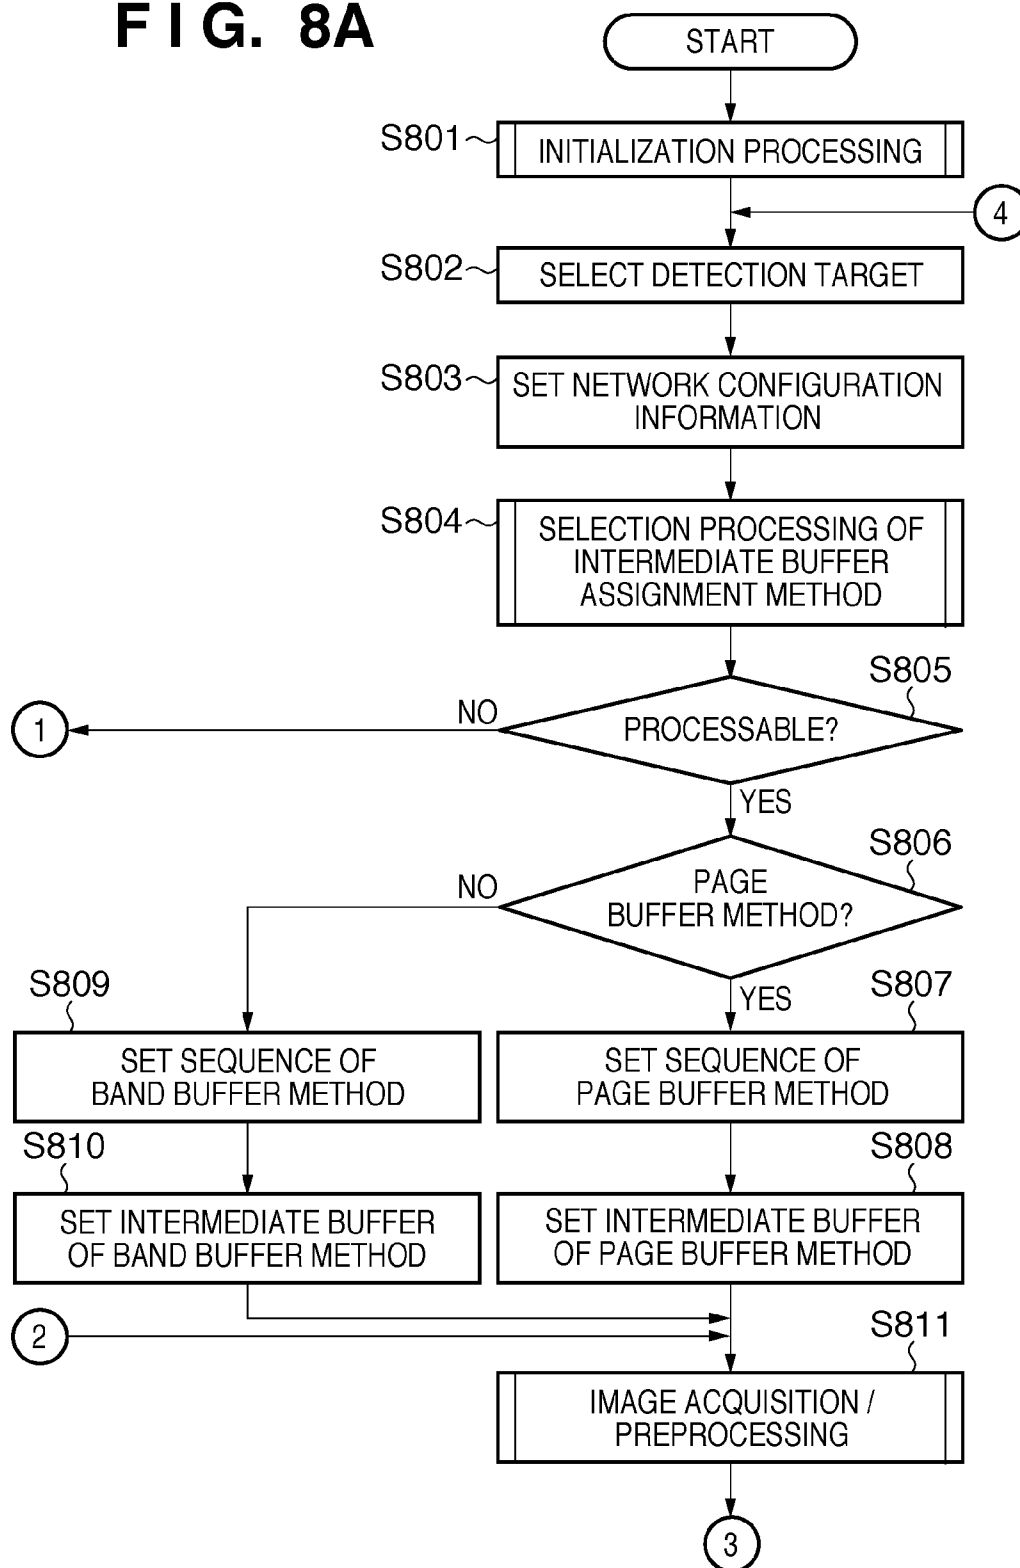 FIG. 8A
START
S801
INITIALIZATION PROCESSING
4
S802
SELECT DETECTION TARGET
S803
SET NETWORK CONFIGURATION
INFORMATION
S804
SELECTION PROCESSING OF
INTERMEDIATE BUFFER
ASSIGNMENT METHOD
S805
1
NO
PROCESSABLE?
YES
S806
NO
PAGE
BUFFER METHOD?
YES
S809
SET SEQUENCE OF
BAND BUFFER METHOD
S807
SET SEQUENCE OF
PAGE BUFFER METHOD
S810
SET INTERMEDIATE BUFFER
OF BAND BUFFER METHOD
S808
SET INTERMEDIATE BUFFER
OF PAGE BUFFER METHOD
2
S811
IMAGE ACQUISITION /
PREPROCESSING
3